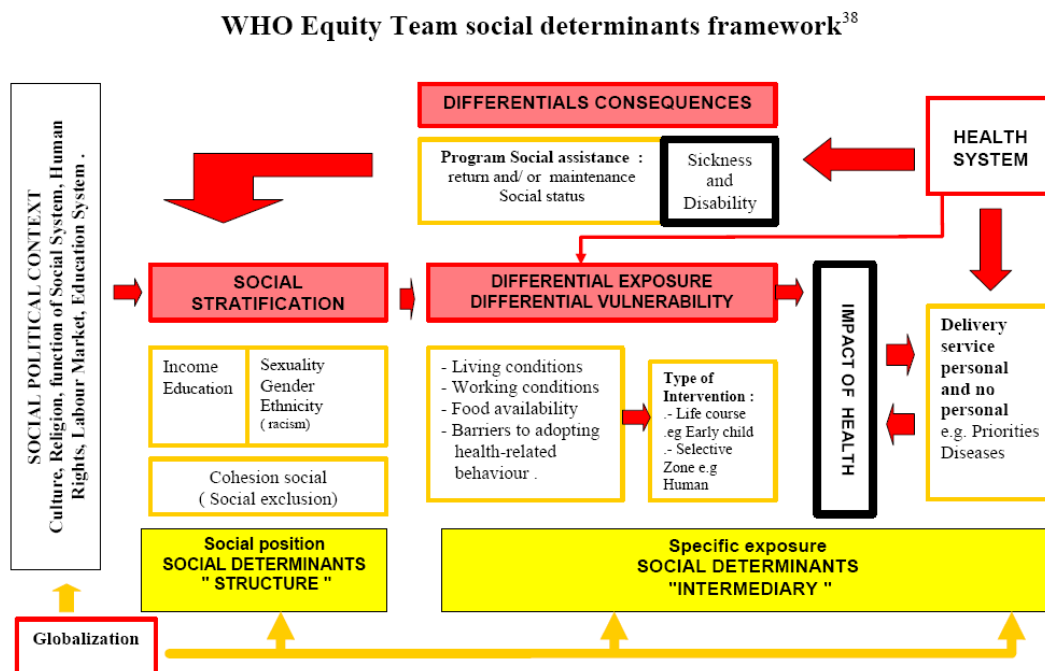 WHO Equity Team social determinants framework38
SOCIAL POLITICAL CONTEXT
Culture, Religion, function of Social System, Human
Rights, Labour Market, Education System. .
DIFFERENTIALS CONSEQUENCES
Program Social assistance :
return and/ or maintenance
Social status
Sickness
and
Disability
HEALTH
SYSTEM
SOCIAL
STRATIFICATION
DIFFERENTIAL EXPOSURE
DIFFERENTIAL VULNERABILITY
IMPACT OF HEALTH
Income
Education
Sexuality
Gender
Ethnicity
( racism)
Cohesion social
( Social exclusion)
- Living conditions
- Working conditions
- Food availability
- Barriers to adopting
health-related
behaviour .
Type of
Intervention :
.- Life course
.eg Early child
.- Selective
Zone e.g
Human
Delivery
service
personal
and no
personal
e.g. Priorities
Diseases
Social position
SOCIAL DETERMINANTS
" STRUCTURE "
Specific exposure
SOCIAL DETERMINANTS
"INTERMEDIARY "
Globalization